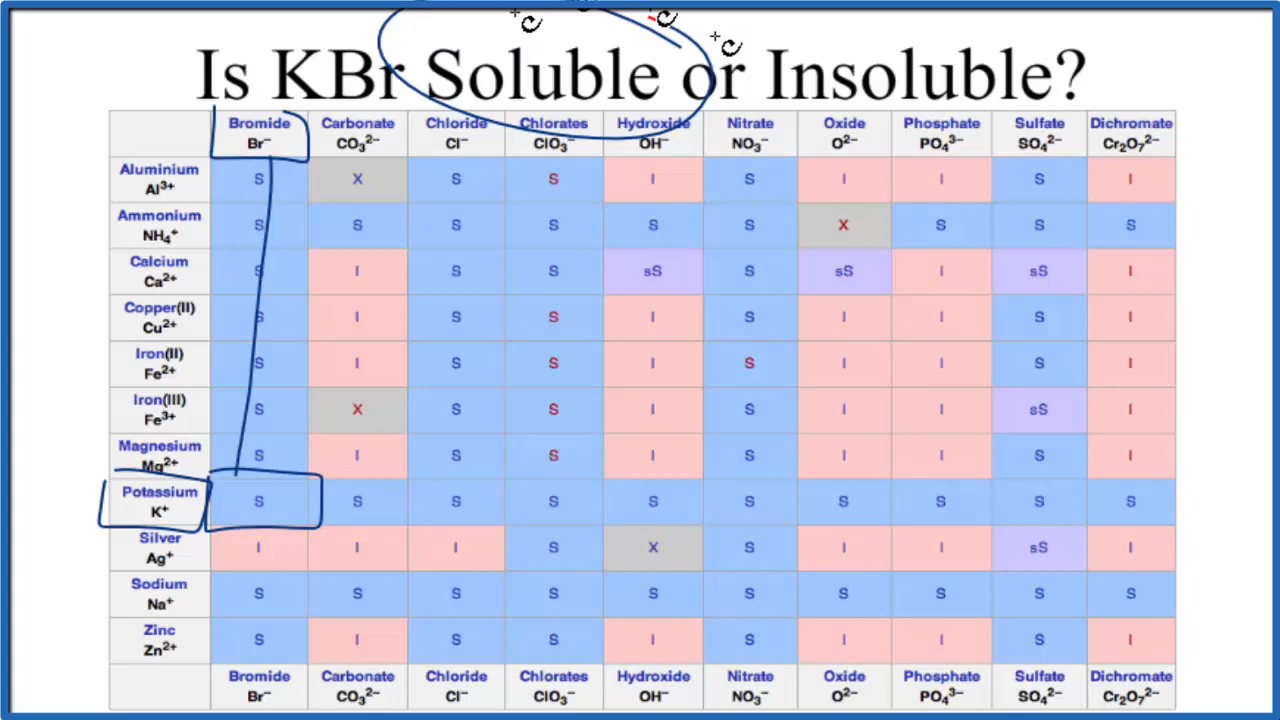 Is KBr Soluble or Insoluble?
Bromide Carbonate Chloride Chlorates Hydroxide Nitrate Oxide Phosphate Sulfate Dichromate
Br⁻ CO₃²⁻ Cl⁻ ClO₃⁻ OH⁻ NO₃⁻ O²⁻ PO₄³⁻ SO₄²⁻ Cr₂O₇²⁻
Aluminium
Al³⁺ S X S S I S I I S I
Ammonium
NH₄⁺ S S S S S S X S S S
Calcium
Ca²⁺ S I S S sS S sS I sS I
Copper(II)
Cu²⁺ S I S S I S I I S I
Iron(II)
Fe²⁺ S I S S I S I I S I
Iron(III)
Fe³⁺ S X S S I S I I sS I
Magnesium
Mg²⁺ S I S S I S I I S I
Potassium
K⁺ S S S S S S S S S S
Silver
Ag⁺ I I I S X S I I sS I
Sodium
Na⁺ S S S S S S S S S S
Zinc
Zn²⁺ S I S S I S I I S I
Bromide Carbonate Chloride Chlorates Hydroxide Nitrate Oxide Phosphate Sulfate Dichromate
Br⁻ CO₃²⁻ Cl⁻ ClO₃⁻ OH⁻ NO₃⁻ O²⁻ PO₄³⁻ SO₄²⁻ Cr₂O₇²⁻